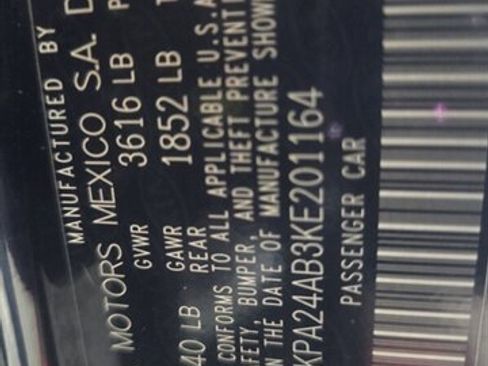 MANUFACTURED BY
MOTORS MEXICO S.A. D
GVWR 3616 LB
GAWR 1852 LB
40 LB REAR
CONFORMS TO ALL APPLICABLE U.S.A
FETY, BUMPER, AND THEFT PREVENTI
N THE DATE OF MANUFACTURE SHOW
KPA24AB3KE201164
PASSENGER CAR